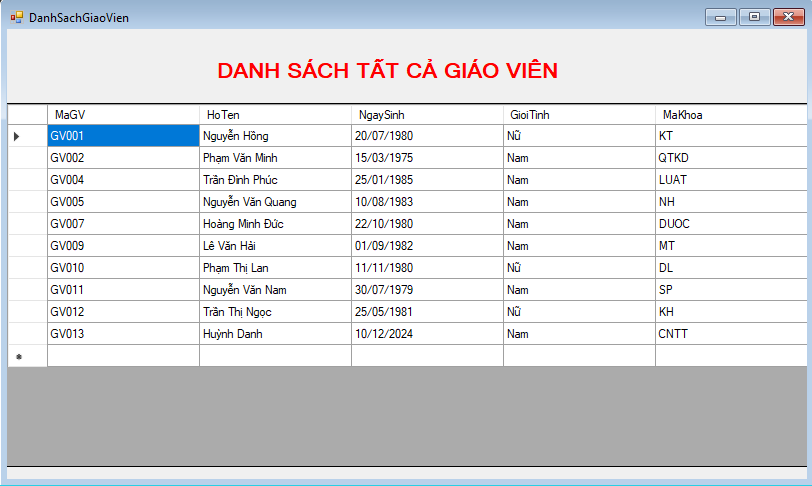 DanhSachGiaoVien
DANH SÁCH TẤT CẢ GIÁO VIÊN
MaGV HoTen NgaySinh GioiTinh MaKhoa
GV001 Nguyễn Hồng 20/07/1980 Nữ KT
GV002 Phạm Văn Minh 15/03/1975 Nam QTKD
GV004 Trần Đình Phúc 25/01/1985 Nam LUAT
GV005 Nguyễn Văn Quang 10/08/1983 Nam NH
GV007 Hoàng Minh Đức 22/10/1980 Nam DUOC
GV009 Lê Văn Hải 01/09/1982 Nam MT
GV010 Phạm Thị Lan 11/11/1980 Nữ DL
GV011 Nguyễn Văn Nam 30/07/1979 Nam SP
GV012 Trần Thị Ngọc 25/05/1981 Nữ KH
GV013 Huỳnh Danh 10/12/2024 Nam CNTT